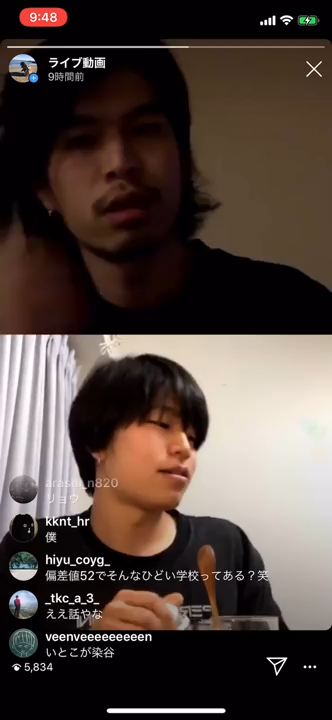 9:48
ライブ動画
9時間前
arasui_n820
リョウ
kknt_hr
僕
hiyu_coyg_
偏差値52でそんなひどい学校ってある？笑
_tkc_a_3_
ええ話やな
veenveeeeeeeeen
いとこが染谷
5,834